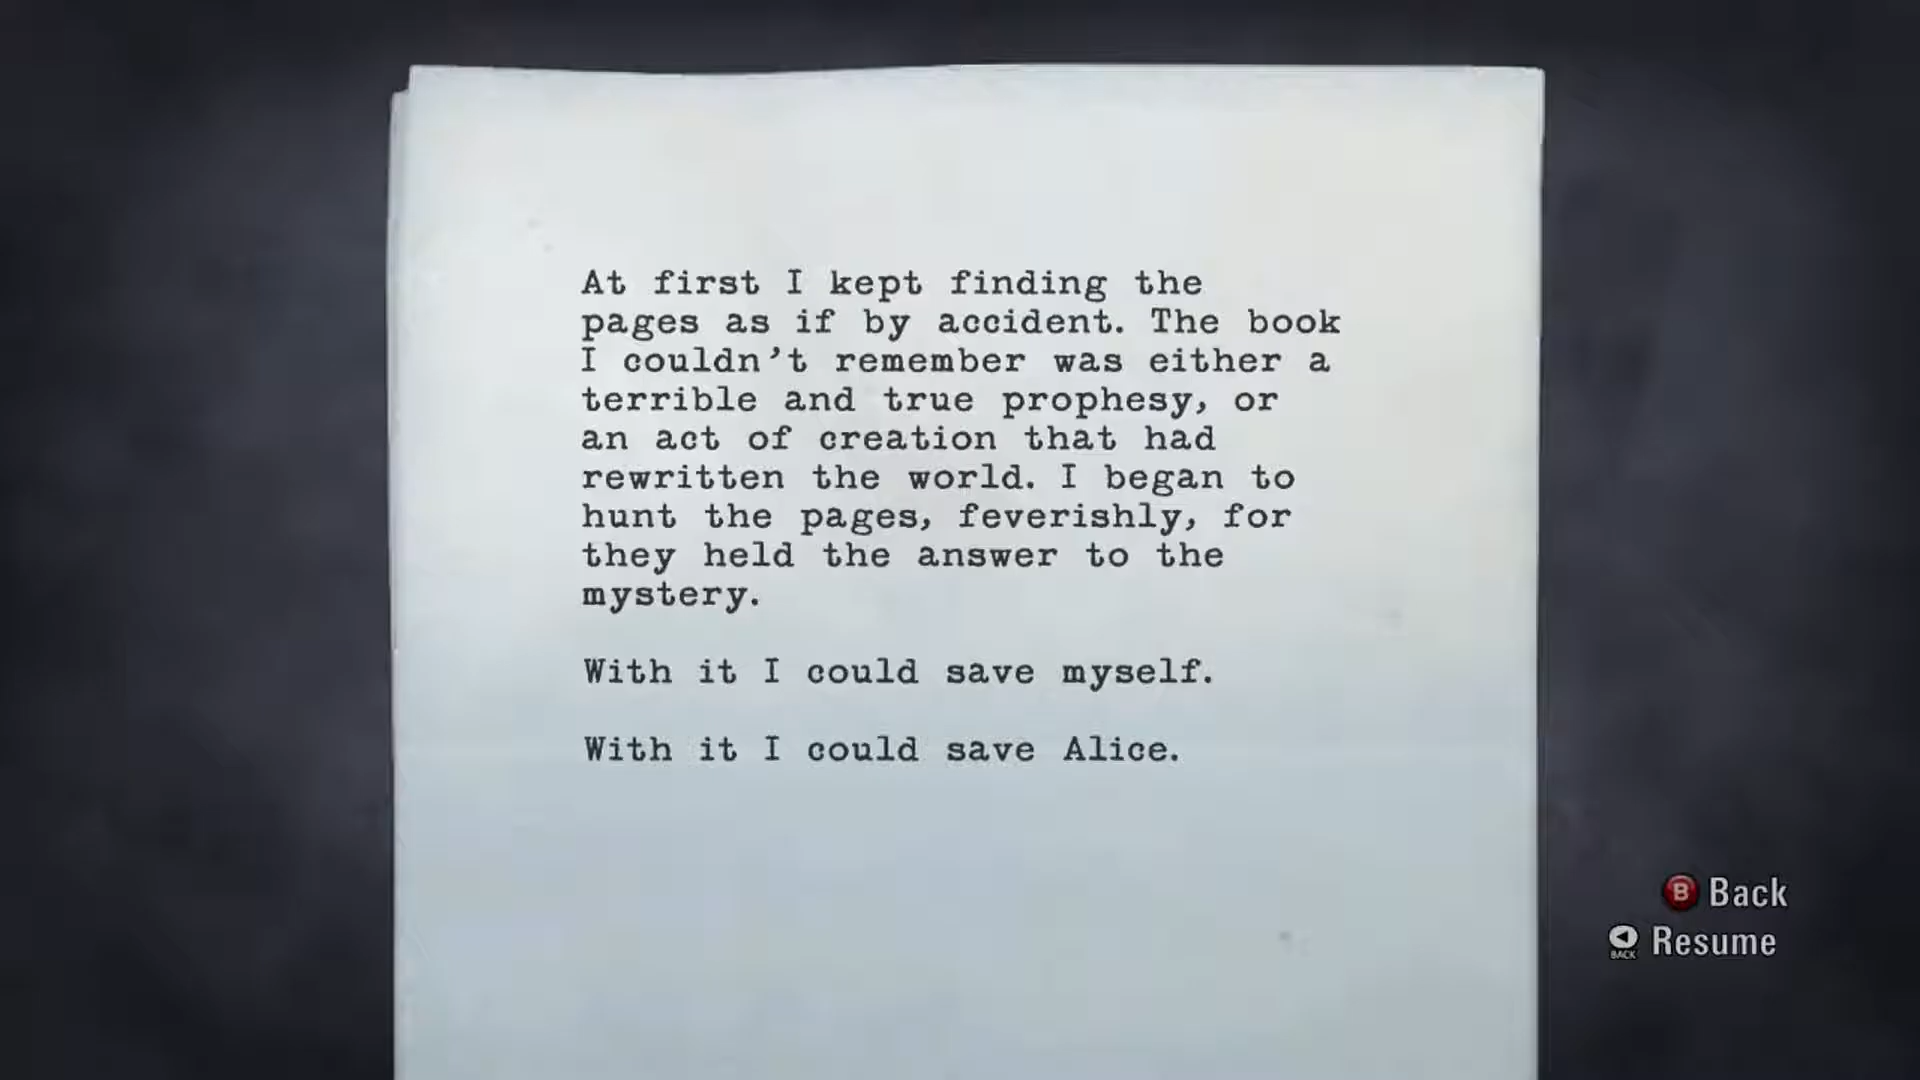 At first I kept finding the
pages as if by accident. The book
I couldn't remember was either a
terrible and true prophesy, or
an act of creation that had
rewritten the world. I began to
hunt the pages, feverishly, for
they held the answer to the
mystery.
With it I could save myself.
With it I could save Alice.
B Back
BACK Resume